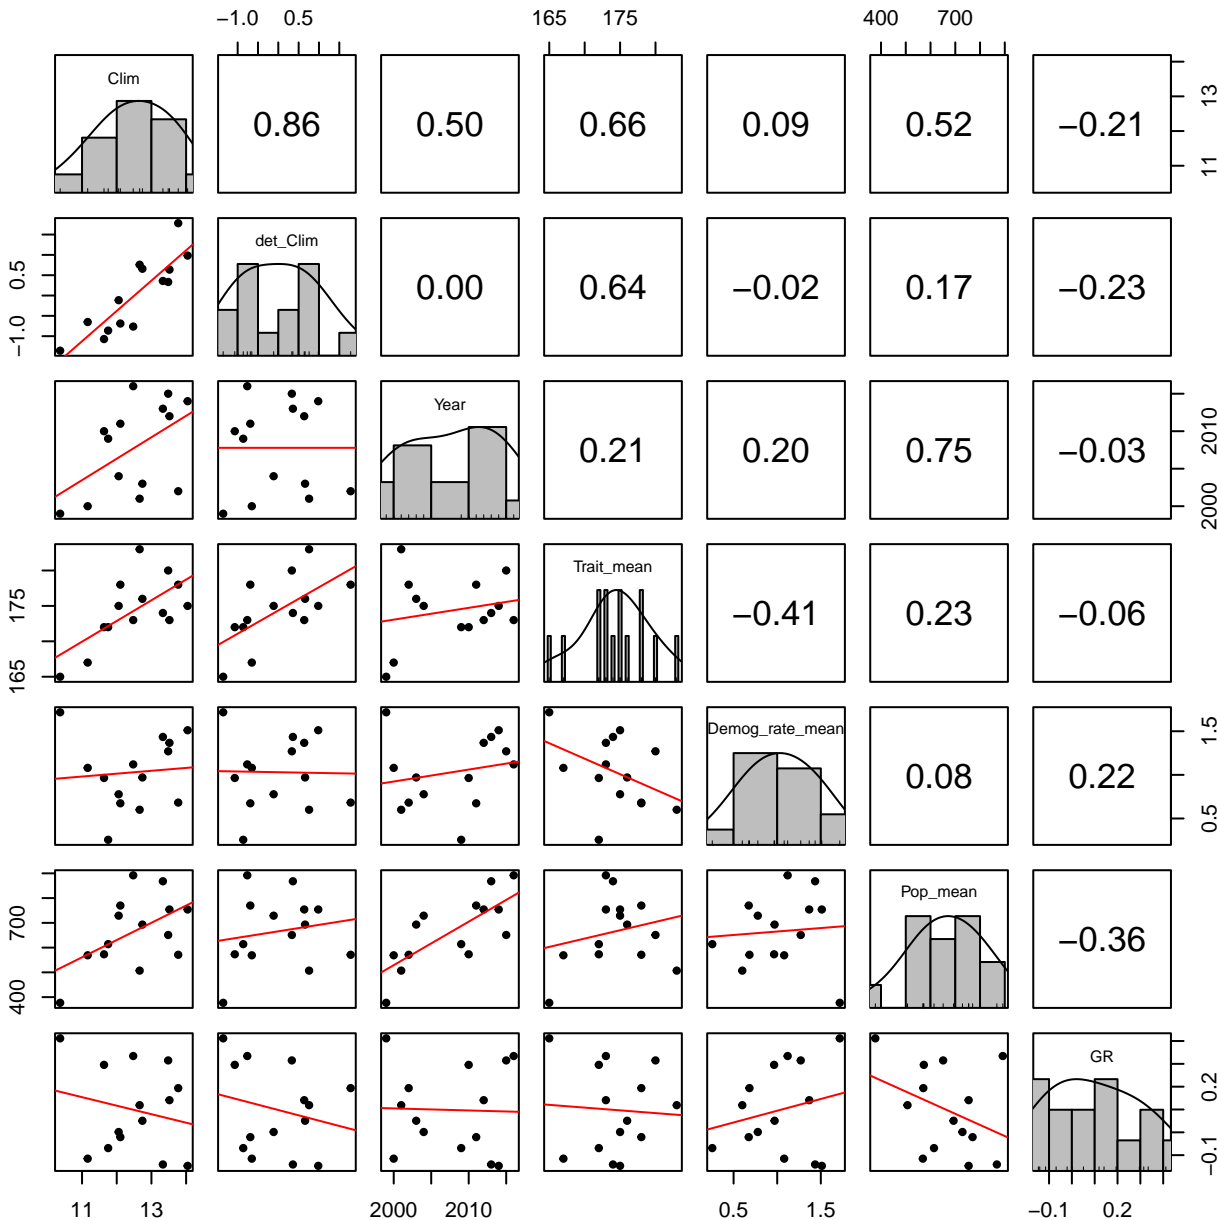 −1.0 0.5 165 175 400 700
Clim 0.86 0.50 0.66 0.09 0.52 −0.21 11 13
−1.0 0.5 det_Clim 0.00 0.64 −0.02 0.17 −0.23
Year 0.21 0.20 0.75 −0.03 2000 2010
165 175 Trait_mean −0.41 0.23 −0.06
Demog_rate_mean 0.08 0.22 0.5 1.5
400 700 Pop_mean −0.36
GR −0.1 0.2
11 13 2000 2010 0.5 1.5 −0.1 0.2